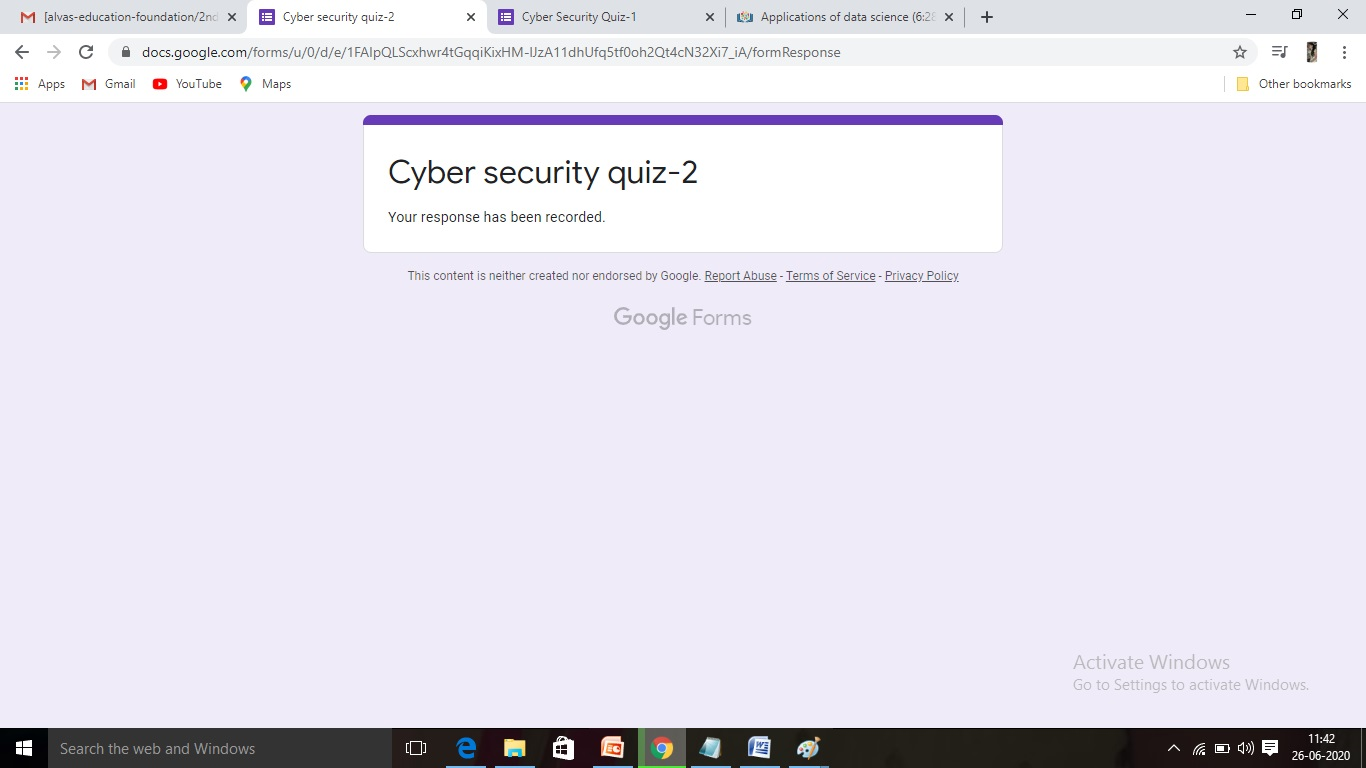 [alvas-education-foundation/2nd
Cyber security quiz-2
Cyber Security Quiz-1
Applications of data science (6:28
docs.google.com/forms/u/0/d/e/1FAIpQLScxhwr4tGqqiKixHM-IJzA11dhUfq5tf0oh2Qt4cN32Xi7_iA/formResponse
Apps
Gmail
YouTube
Maps
Other bookmarks
Cyber security quiz-2
Your response has been recorded.
This content is neither created nor endorsed by Google. Report Abuse - Terms of Service - Privacy Policy
Google Forms
Activate Windows
Go to Settings to activate Windows.
Search the web and Windows
11:42
26-06-2020